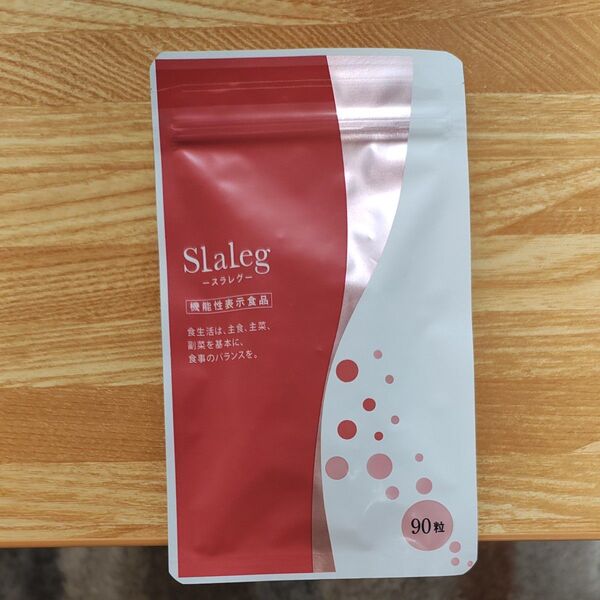 Slaleg
ースラレグー
機能性表示食品
食生活は、主食、主菜、
副菜を基本に、
食事のバランスを。
90粒